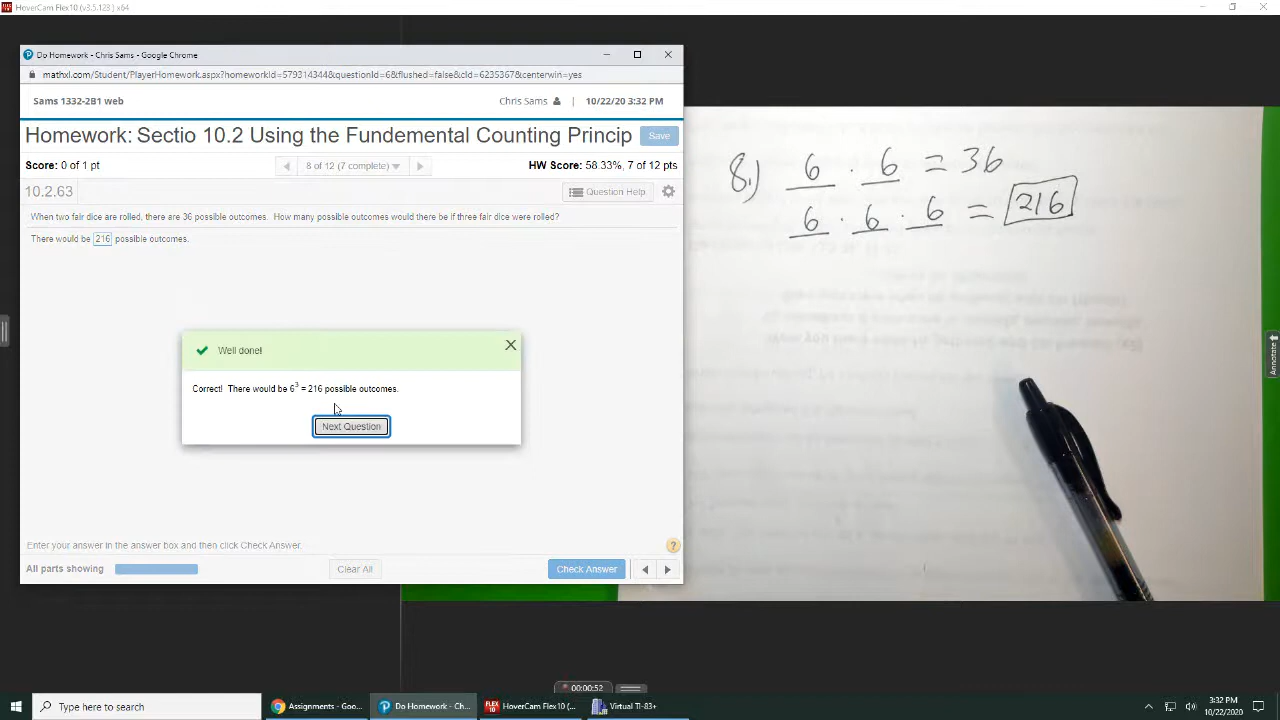 HoverCam Flex10 (v3.5.123 ) x64
Do Homework - Chris Sams - Google Chrome
mathxl.com/Student/PlayerHomework.aspx?homeworkId=579314344&questionId=6&flushed=false&cId=6235367&centerwin=yes
Sams 1332-2B1 web
Chris Sams | 10/22/20 3:32 PM
Homework: Sectio 10.2 Using the Fundemental Counting Princip
Save
Score: 0 of 1 pt
8 of 12 (7 complete)
HW Score: 58.33%, 7 of 12 pts
10.2.63
Question Help
When two fair dice are rolled, there are 36 possible outcomes. How many possible outcomes would there be if three fair dice were rolled?
There would be 216 possible outcomes.
Well done!
Correct! There would be 6³ = 216 possible outcomes.
Next Question
Enter your answer in the answer box and then click Check Answer.
?
All parts showing
Clear All
Check Answer
8.) 6 · 6 = 36
6 · 6 · 6 = 216
Annotate
00:00:52
Type here to search
Assignments - Goo...
Do Homework - Ch...
HoverCam Flex10 (...
Virtual TI-83+
3:32 PM
10/22/2020